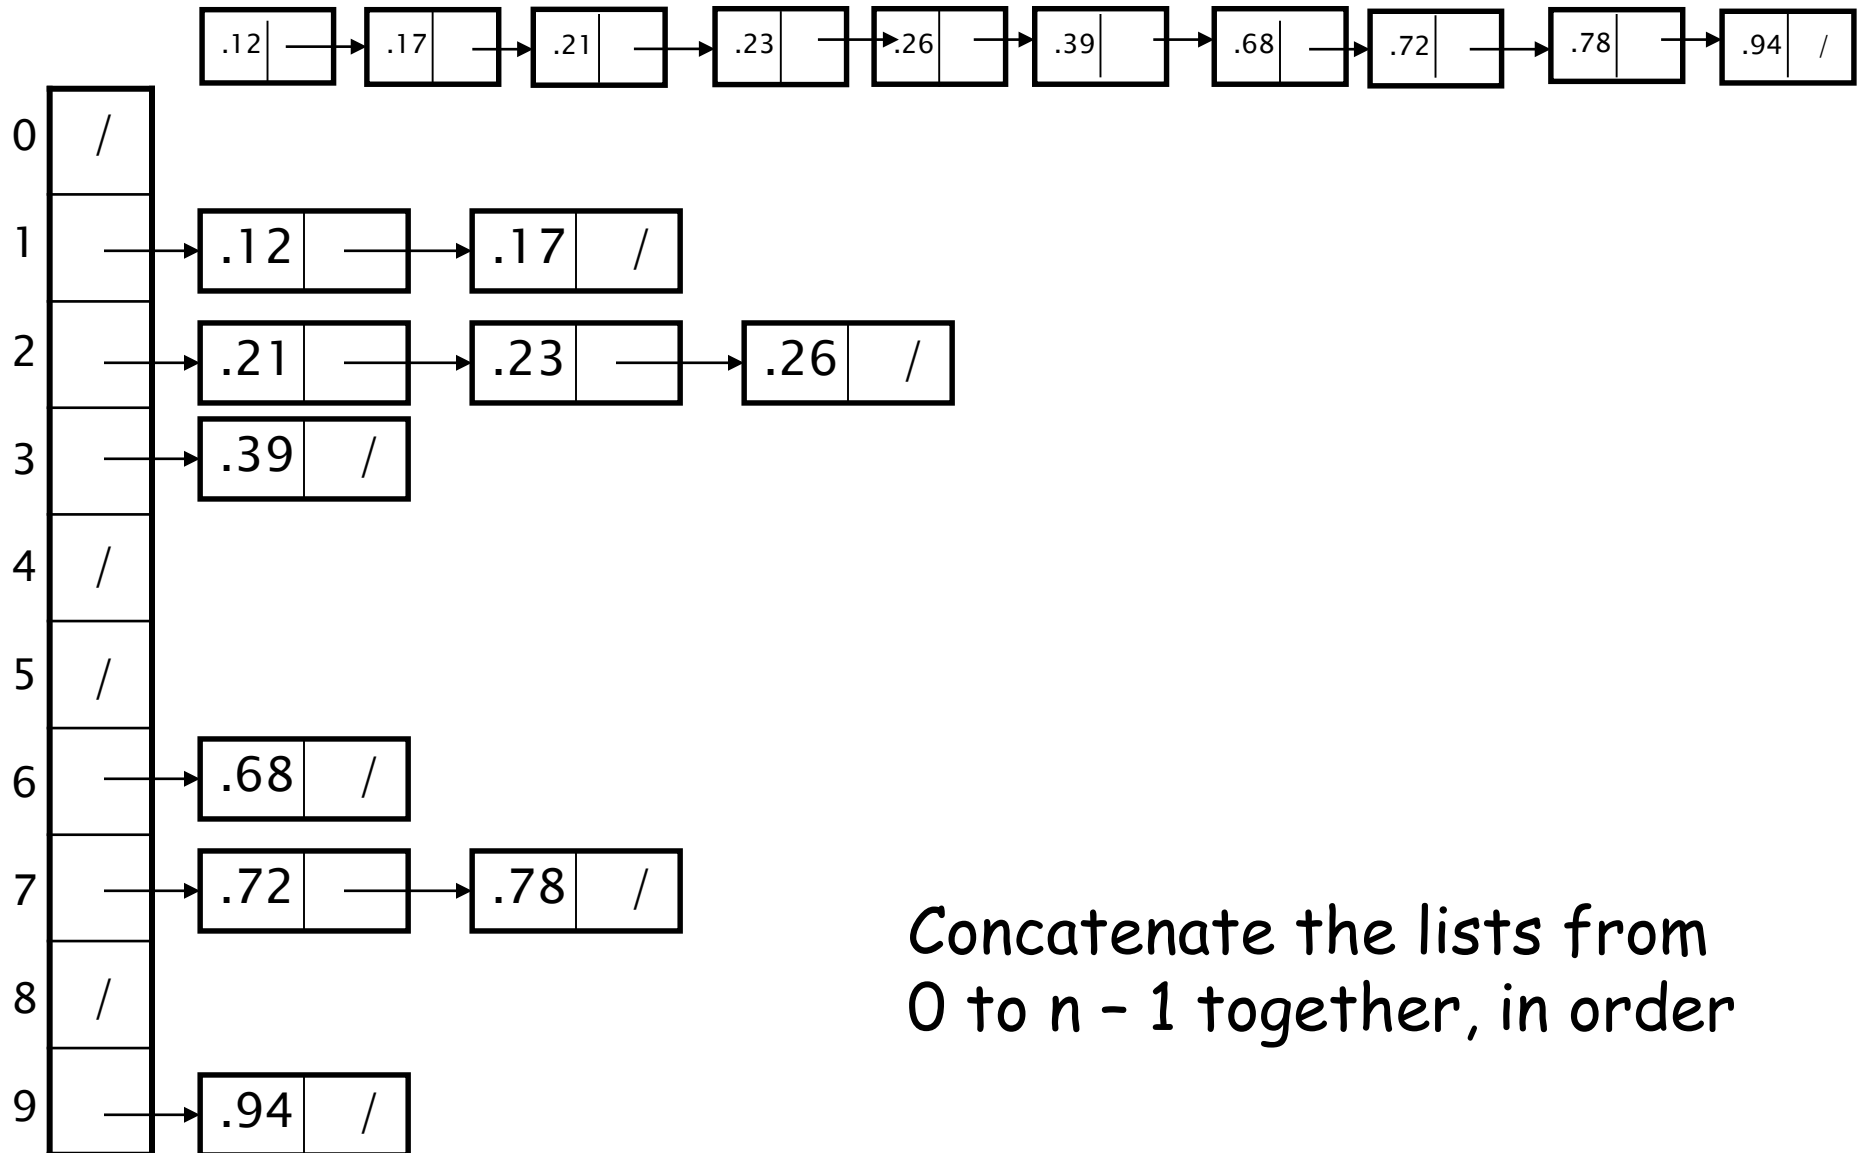 .12 .17 .21 .23 .26 .39 .68 .72 .78 .94 /
0 /
1 .12 .17 /
2 .21 .23 .26 /
3 .39 /
4 /
5 /
6 .68 /
7 .72 .78 /
8 /
9 .94 /
Concatenate the lists from
0 to n – 1 together, in order